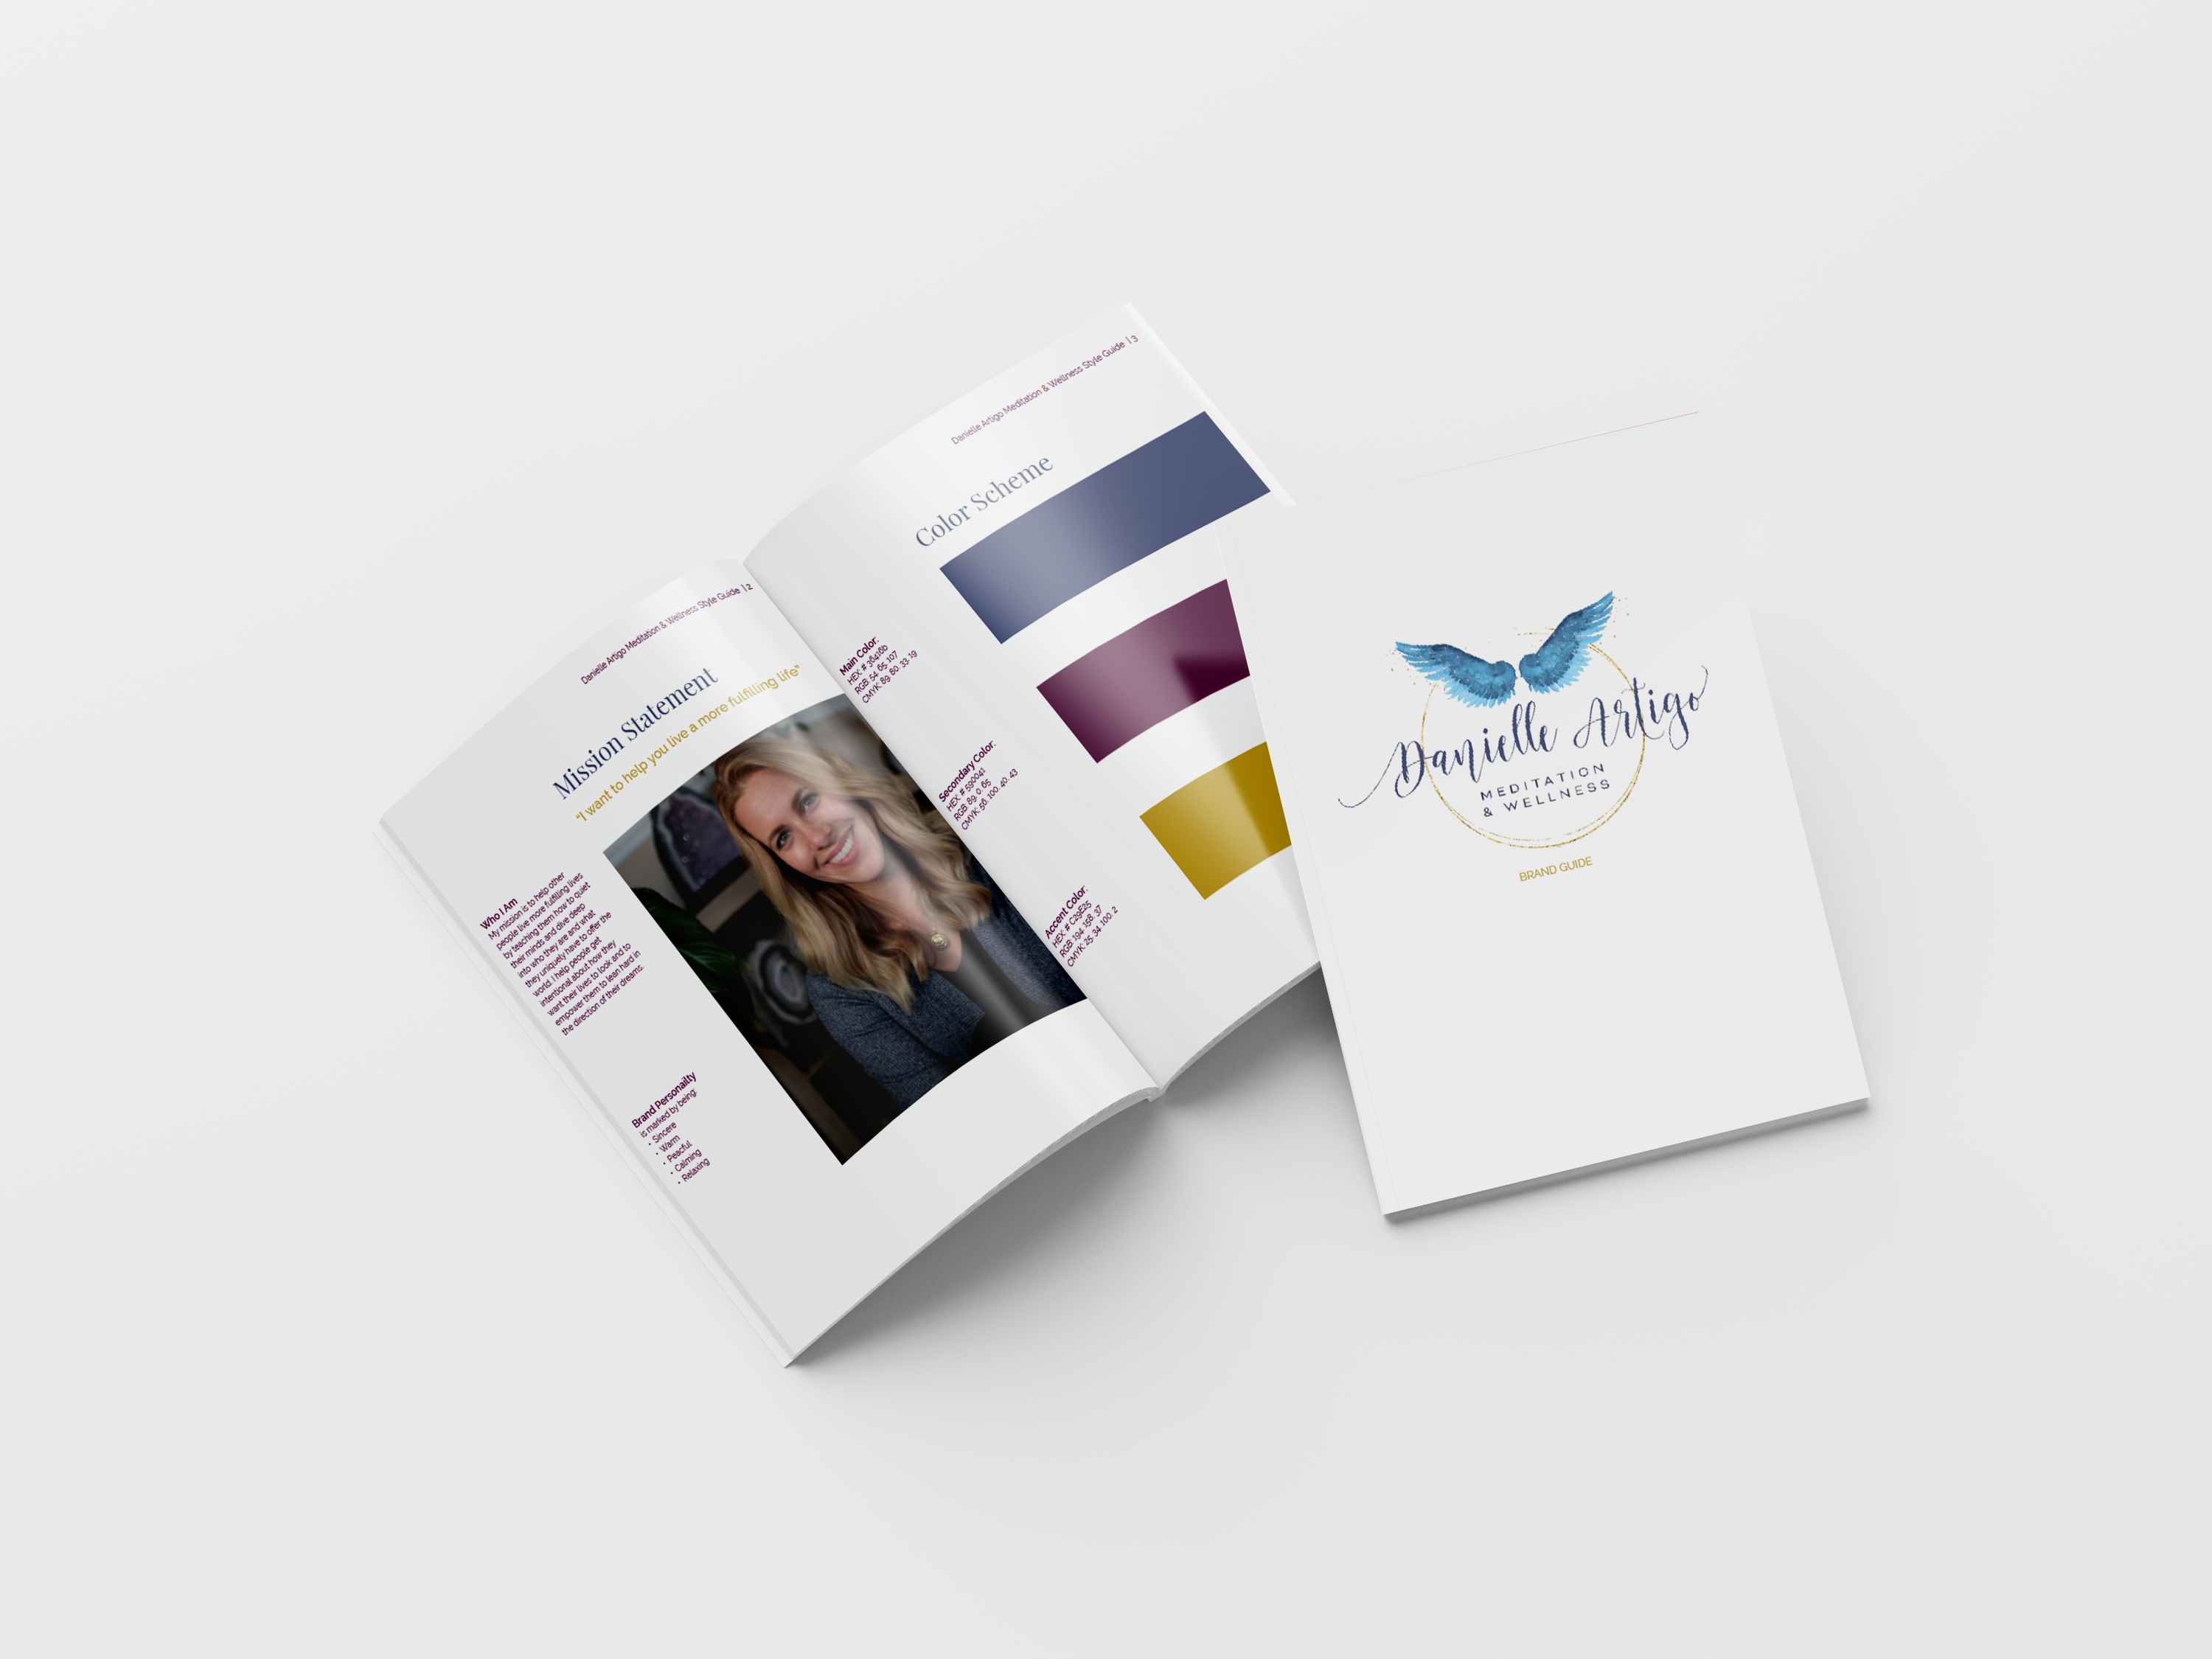 Danielle Artigo Meditation & Wellness Style Guide | 2
Mission Statement
"I want to help you live a more fulfilling life"
Who I Am
My mission is to help other
people live more fulfilling lives
by teaching them how to quiet
their minds and dive deep
into who they are and what
they uniquely have to offer the
world. I help people get
intentional about how they
want their lives to look and to
empower them to lean hard in
the direction of their dreams.
Brand Personailty
is marked by being:
• Sincere
• Warm
• Peacful
• Calming
• Relaxing
Danielle Artigo Meditation & Wellness Style Guide | 3
Color Scheme
Main Color:
HEX # 36416b
RGB 54. 65. 107
CMYK 89. 80. 33. 19
Secondary Color:
HEX # 590041
RGB 89. 0. 65
CMYK 56. 100. 40. 43
Accent Color:
HEX # C29E25
RGB 194. 158. 37
CMYK 25. 34. 100. 2
Danielle Artigo
MEDITATION
& WELLNESS
BRAND GUIDE